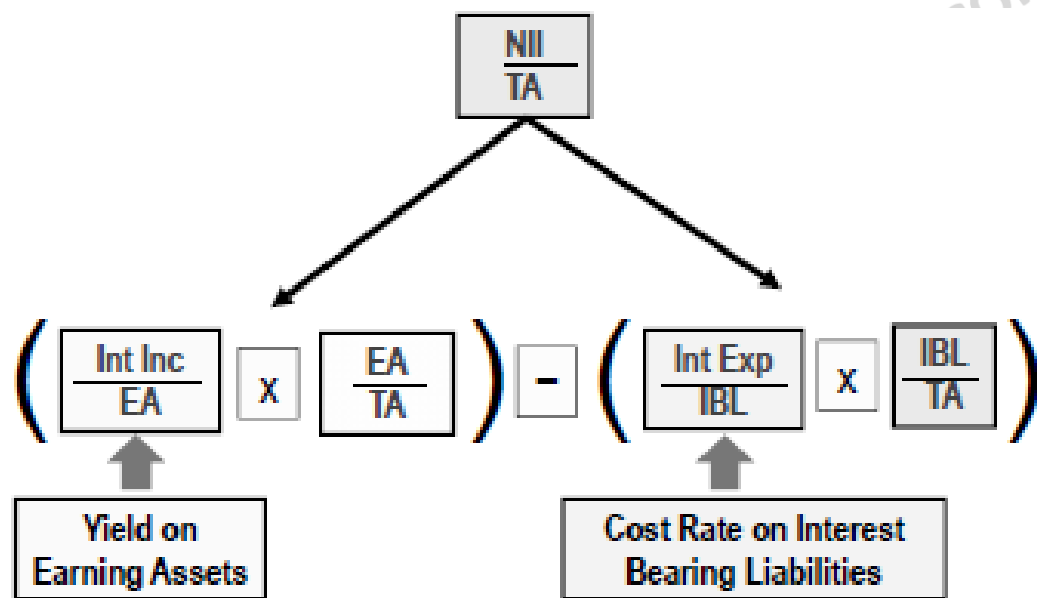 NII
TA
( Int Inc x EA ) - ( Int Exp x IBL )
EA TA IBL TA
Yield on
Earning Assets
Cost Rate on Interest
Bearing Liabilities